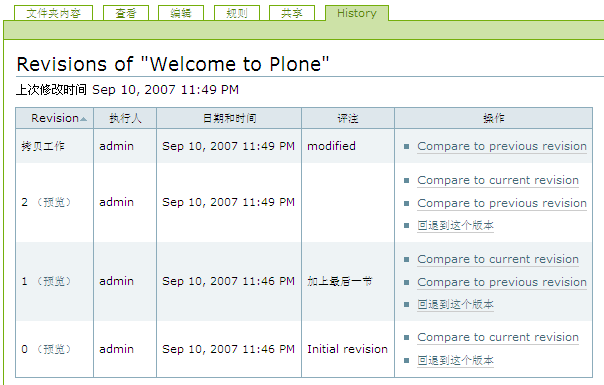 文件夹内容 查看 编辑 规则 共享 History
Revisions of "Welcome to Plone"
上次修改时间 Sep 10, 2007 11:49 PM
Revision 执行人 日期和时间 评注 操作
拷贝工作 admin Sep 10, 2007 11:49 PM modified Compare to previous revision
Compare to current revision
2 （预览） admin Sep 10, 2007 11:49 PM Compare to previous revision
回退到这个版本
Compare to current revision
1 （预览） admin Sep 10, 2007 11:46 PM 加上最后一节 Compare to previous revision
回退到这个版本
Compare to current revision
0 （预览） admin Sep 10, 2007 11:46 PM Initial revision
回退到这个版本